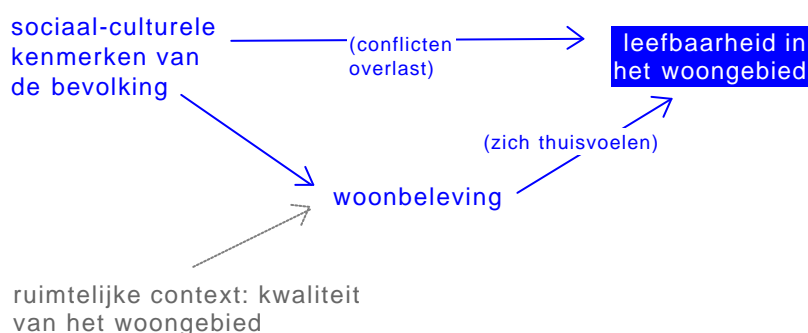 sociaal-culturele
kenmerken van
de bevolking
(conflicten
overlast)
leefbaarheid in
het woongebied
(zich thuisvoelen)
woonbeleving
ruimtelijke context: kwaliteit
van het woongebied